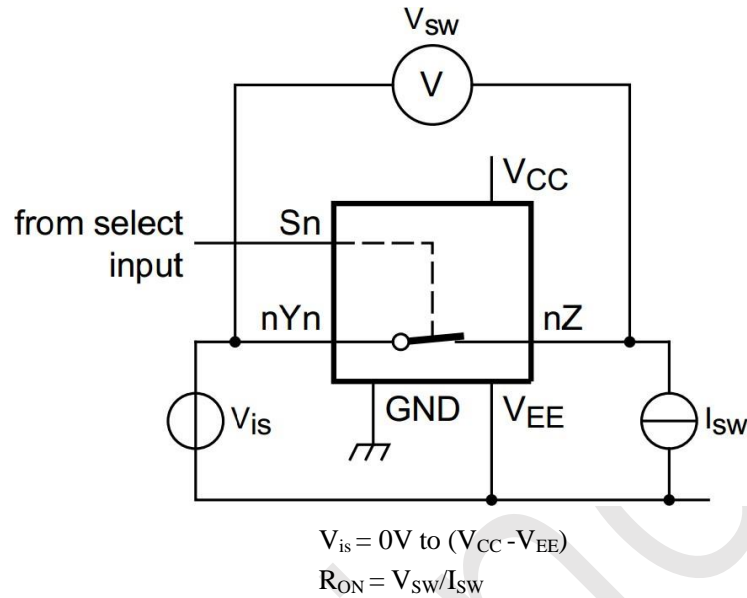 Vsw
V
VCC
from select
input
Sn
nYn
nZ
Vis
GND
VEE
Isw
Vis = 0V to (VCC -VEE)
RON = VSW/ISW